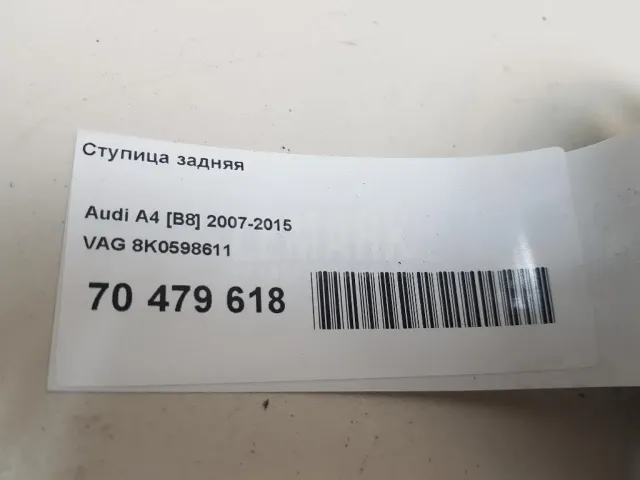 Ступица задняя
Audi A4 [B8] 2007-2015
VAG 8K0598611
70 479 618